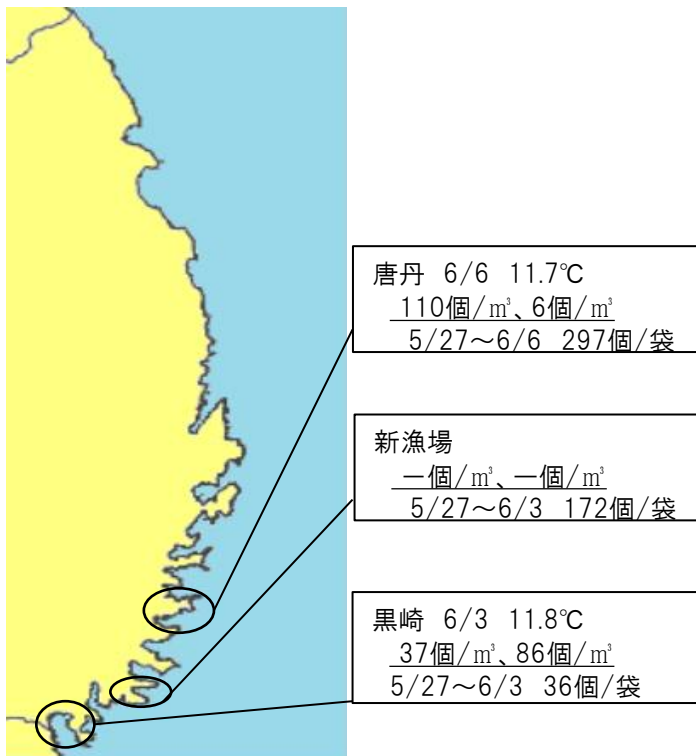 唐丹 6/6 11.7℃
110個/㎥、6個/㎥
5/27～6/6 297個/袋
新漁場
―個/㎥、―個/㎥
5/27～6/3 172個/袋
黒崎 6/3 11.8℃
37個/㎥、86個/㎥
5/27～6/3 36個/袋